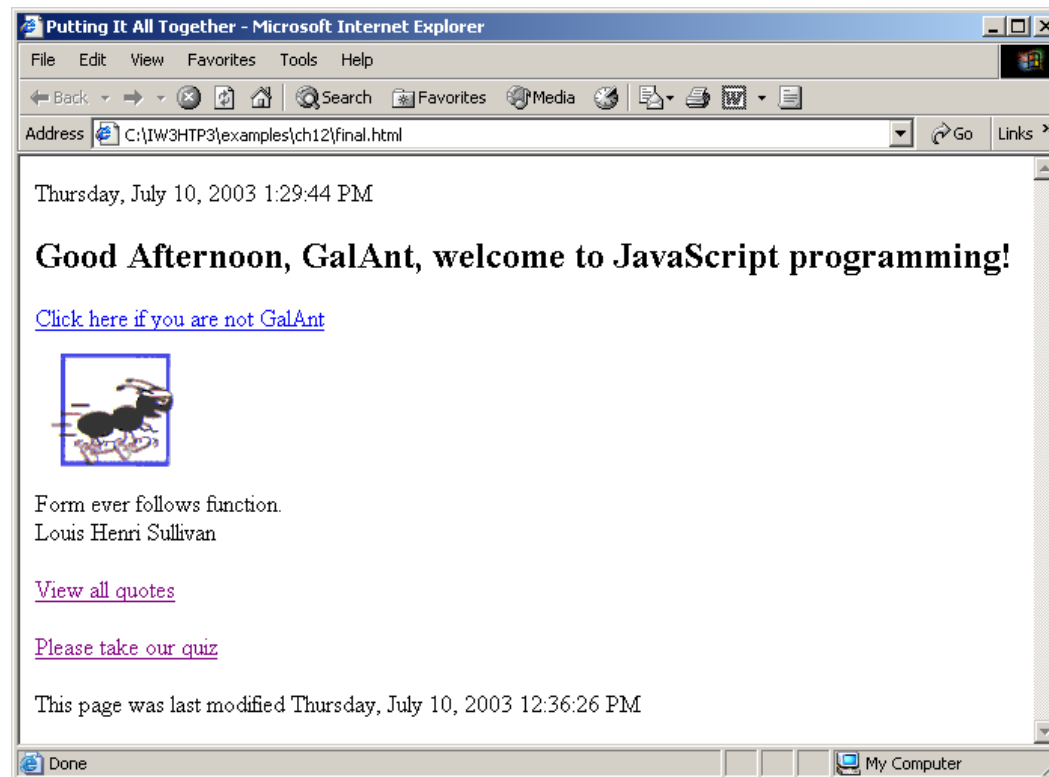 Putting It All Together - Microsoft Internet Explorer
File Edit View Favorites Tools Help
Back Search Favorites Media
Address C:\IW3HTP3\examples\ch12\final.html Go Links
Thursday, July 10, 2003 1:29:44 PM
Good Afternoon, GalAnt, welcome to JavaScript programming!
Click here if you are not GalAnt
Form ever follows function.
Louis Henri Sullivan
View all quotes
Please take our quiz
This page was last modified Thursday, July 10, 2003 12:36:26 PM
Done My Computer